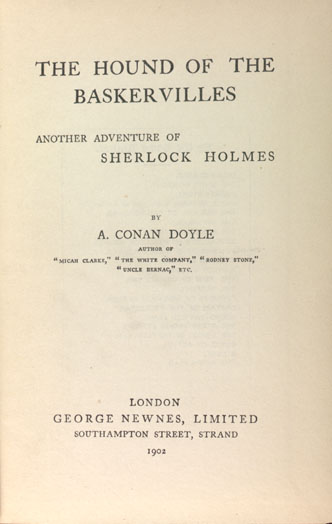 THE HOUND OF THE
BASKERVILLES
ANOTHER ADVENTURE OF
SHERLOCK HOLMES
BY
A. CONAN DOYLE
AUTHOR OF
"MICAH CLARKE," "THE WHITE COMPANY," "RODNEY STONE,"
"UNCLE BERNAC," ETC.
LONDON
GEORGE NEWNES, LIMITED
SOUTHAMPTON STREET, STRAND
1902